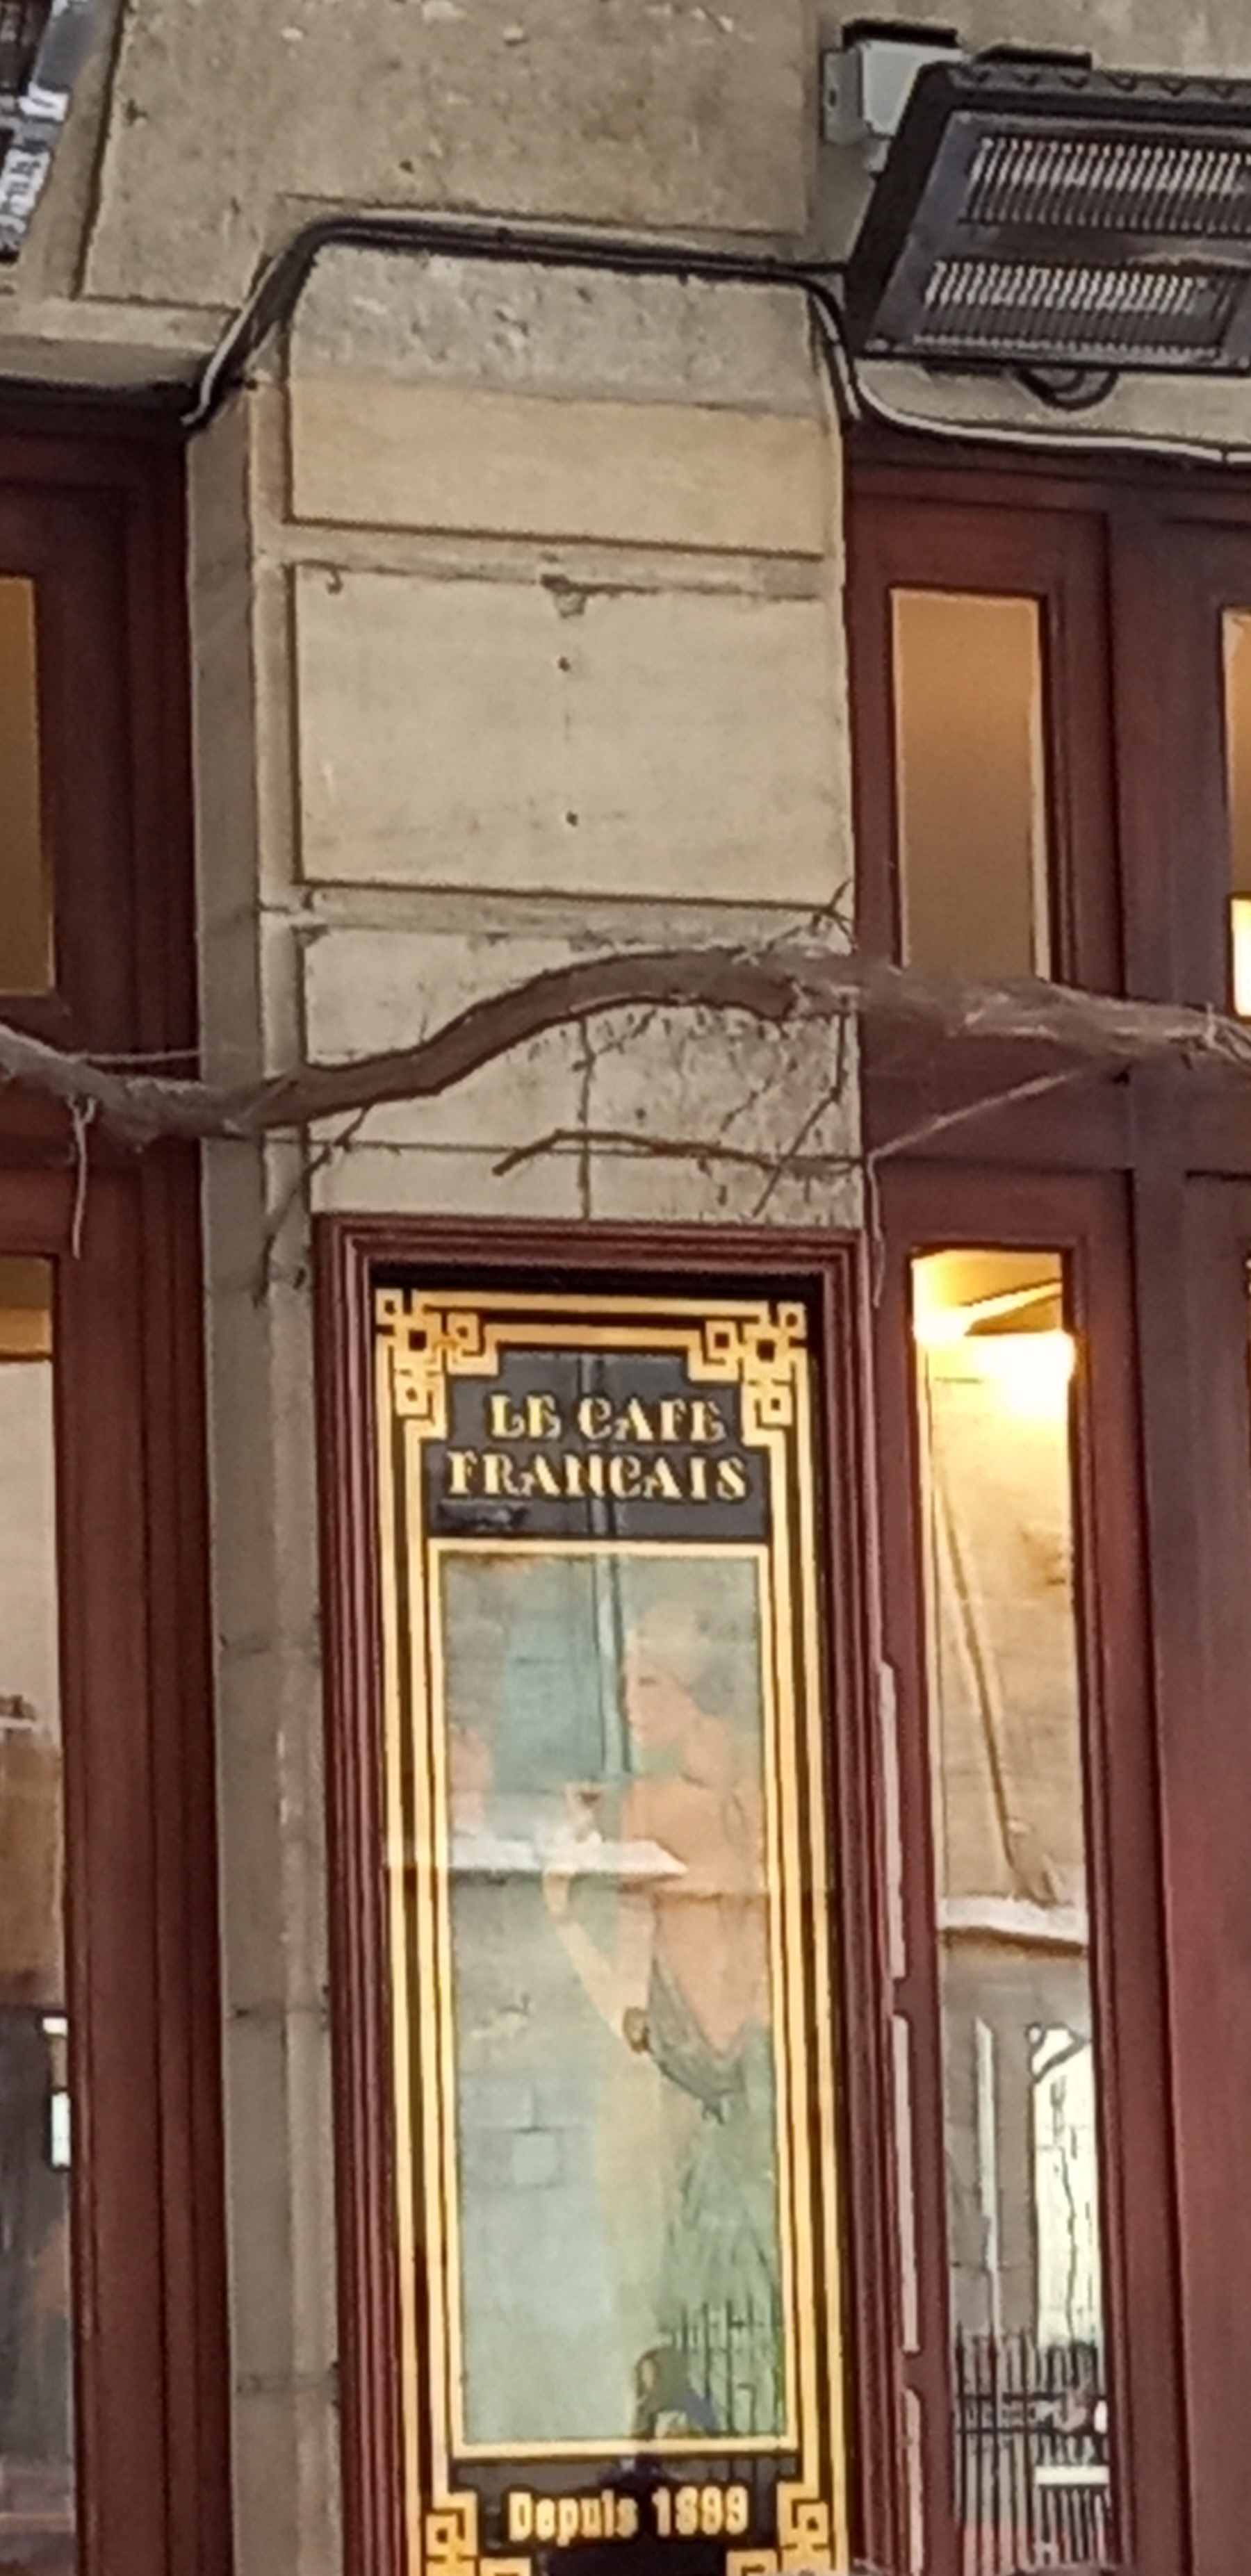 LE CAFE
FRANCAIS
Depuis 1899